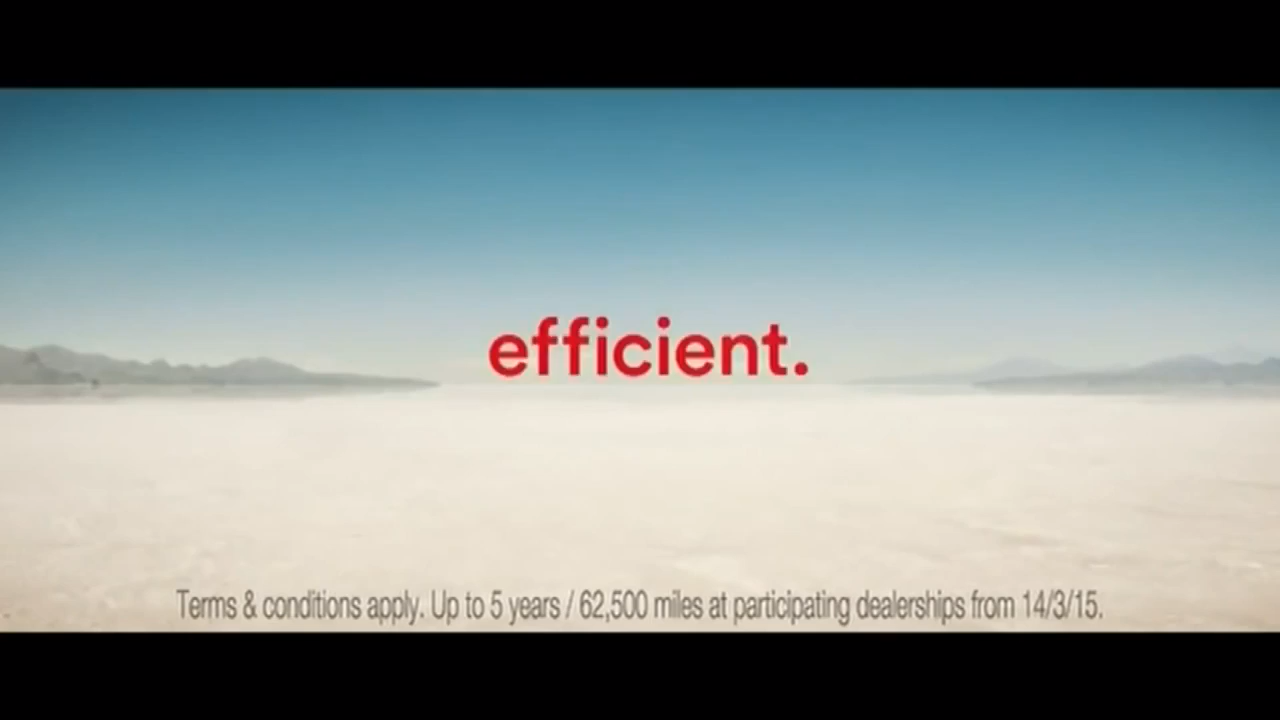 efficient.
Terms & conditions apply. Up to 5 years / 62,500 miles at participating dealerships from 14/3/15.